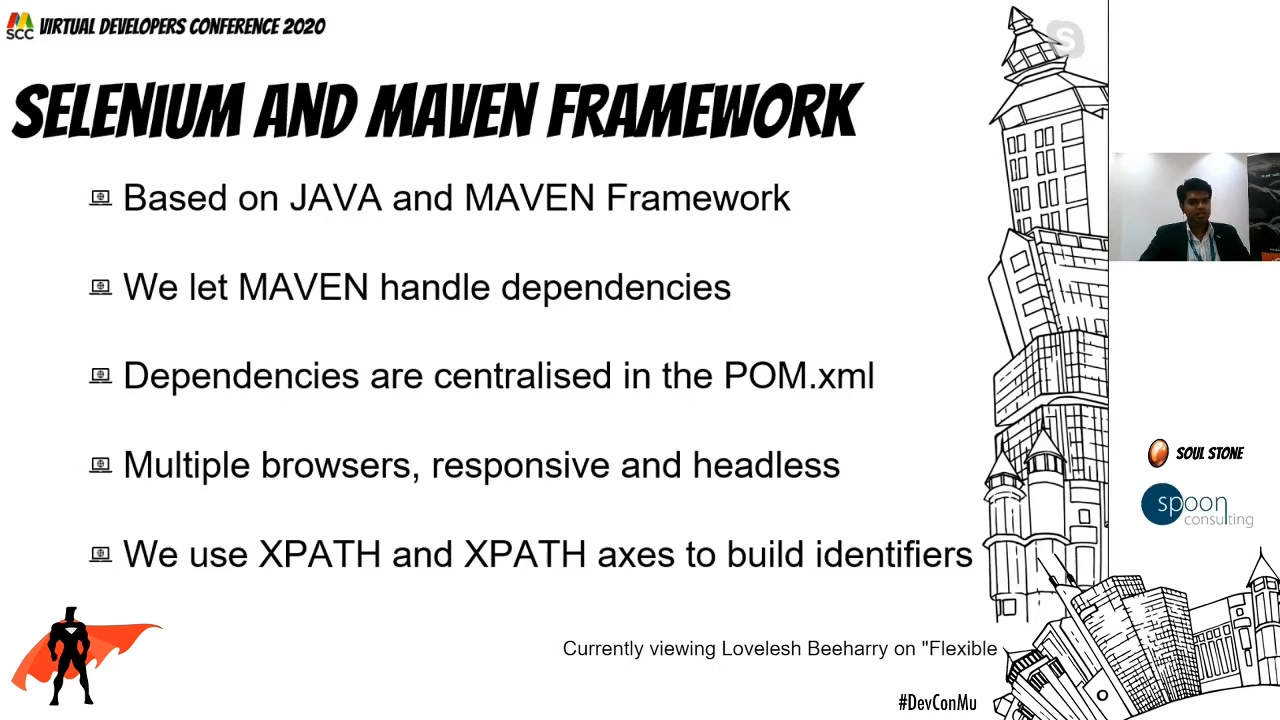 SCC
VIRTUAL DEVELOPERS CONFERENCE 2020
S
SELENIUM AND MAVEN FRAMEWORK
Based on JAVA and MAVEN Framework
We let MAVEN handle dependencies
Dependencies are centralised in the POM.xml
Multiple browsers, responsive and headless
We use XPATH and XPATH axes to build identifiers
SOUL STONE
spoon
consulting
Currently viewing Lovelesh Beeharry on "Flexible
#DevConMu